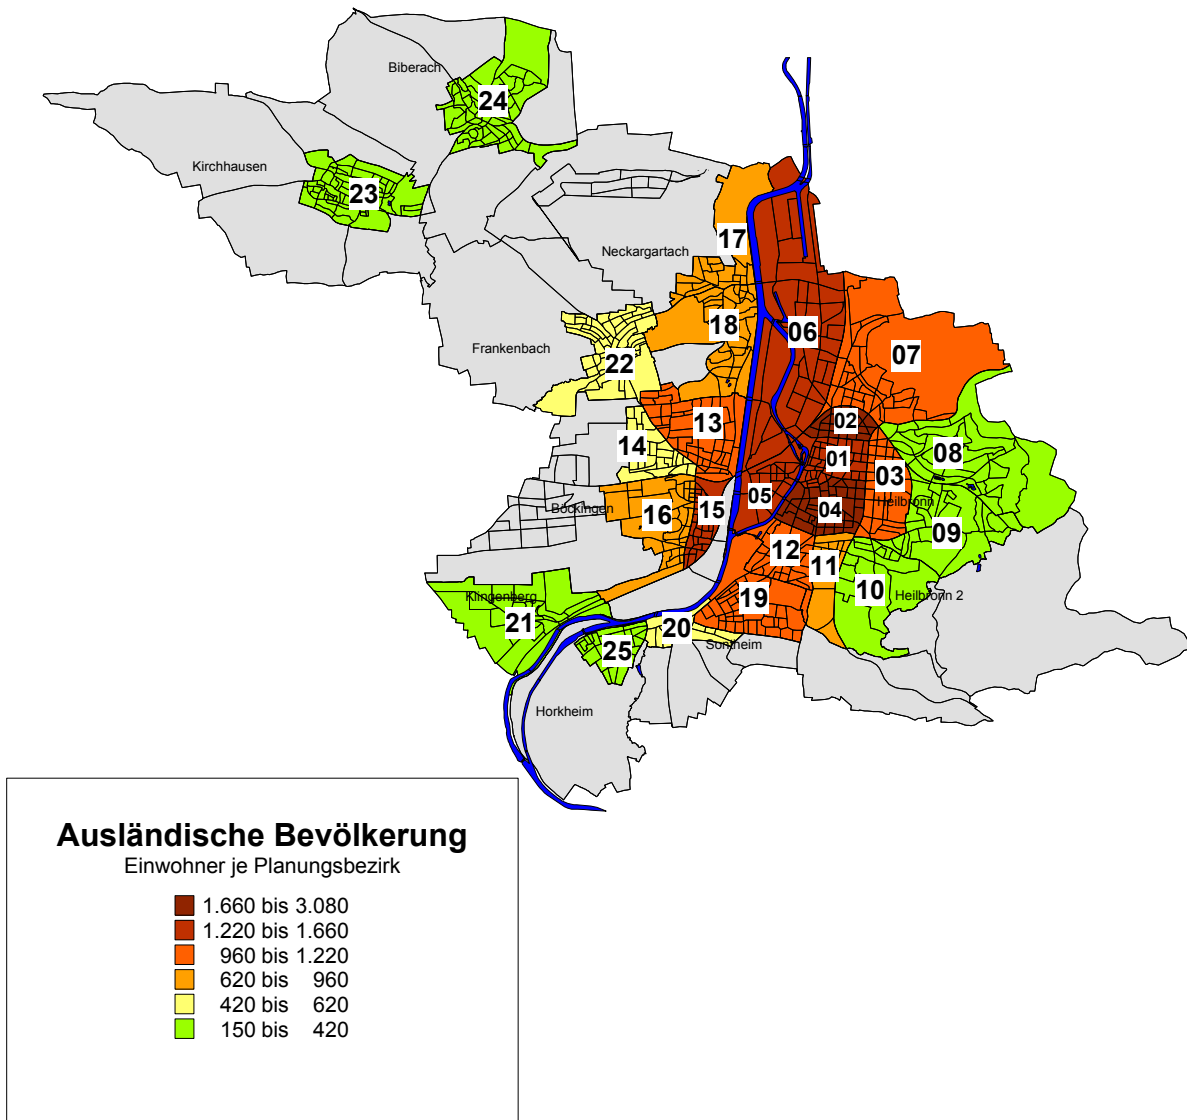 Biberach
24
Kirchhausen
23
17
Neckargartach
18
06
Frankenbach
07
22
02
13
14
01
08
03
05
15
04
Heilbronn
16
Böckingen
09
12
11
10
Klingenberg
19
Heilbronn 2
21
20
Sontheim
25
Horkheim
Ausländische Bevölkerung
Einwohner je Planungsbezirk
1.660 bis 3.080
1.220 bis 1.660
960 bis 1.220
620 bis 960
420 bis 620
150 bis 420